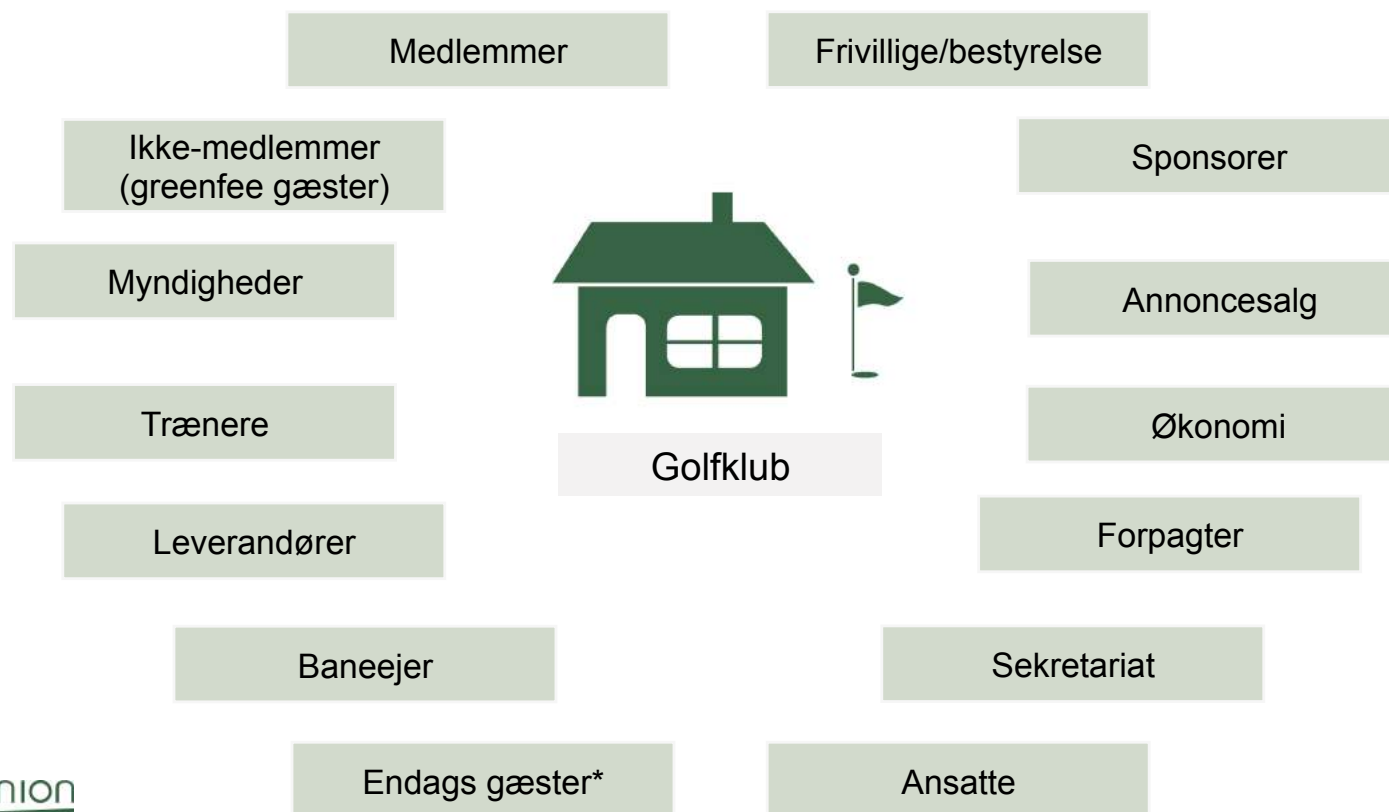 Medlemmer
Frivillige/bestyrelse
Ikke-medlemmer
(greenfee gæster)
Sponsorer
Myndigheder
Annoncesalg
Trænere
Økonomi
Golfklub
Leverandører
Forpagter
Baneejer
Sekretariat
Endags gæster*
Ansatte